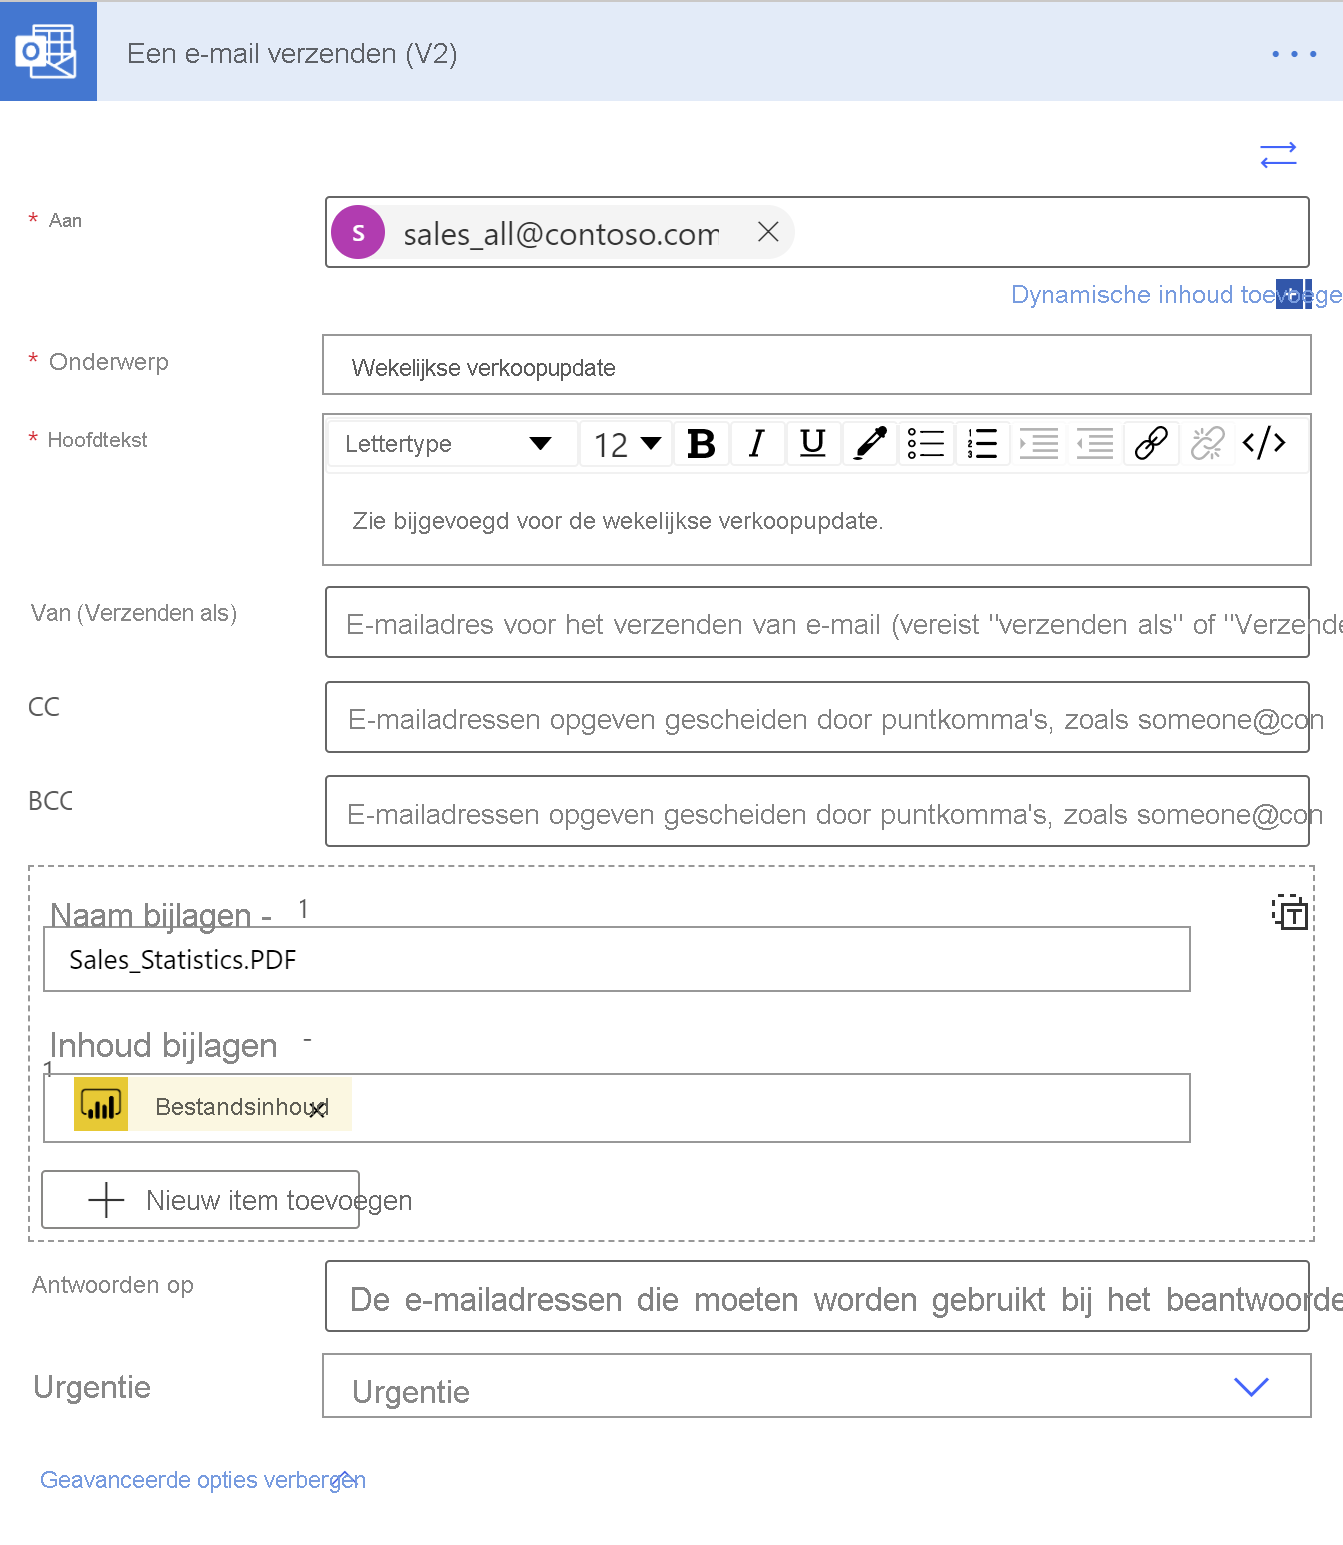 Een e-mail verzenden (V2)
* Aan
S sales_all@contoso.com
Dynamische inhoud toevoege
* Onderwerp
Wekelijkse verkoopupdate
* Hoofdtekst
Lettertype 12 B I U </>
Zie bijgevoegd voor de wekelijkse verkoopupdate.
Van (Verzenden als)
E-mailadres voor het verzenden van e-mail (vereist "verzenden als" of "Verzende
CC
E-mailadressen opgeven gescheiden door puntkomma's, zoals someone@con
BCC
E-mailadressen opgeven gescheiden door puntkomma's, zoals someone@con
Naam bijlagen - 1
Sales_Statistics.PDF
Inhoud bijlagen -
1
Bestandsinhoud
Nieuw item toevoegen
Antwoorden op
De e-mailadressen die moeten worden gebruikt bij het beantwoorde
Urgentie
Urgentie
Geavanceerde opties verbergen